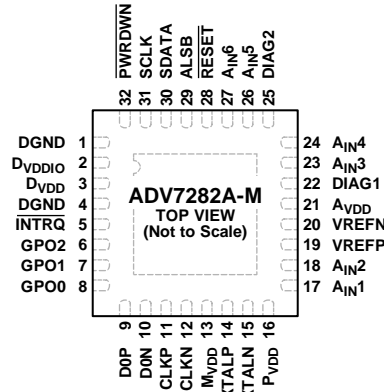 32 PWRDWN
31 SCLK
30 SDATA
29 ALSB
28 RESET
27 AIN6
26 AIN5
25 DIAG2
DGND 1
DVDDIO 2
DVDD 3
DGND 4
INTRQ 5
GPO2 6
GPO1 7
GPO0 8
ADV7282A-M
TOP VIEW
(Not to Scale)
24 AIN4
23 AIN3
22 DIAG1
21 AVDD
20 VREFN
19 VREFP
18 AIN2
17 AIN1
D0P 9
D0N 10
CLKP 11
CLKN 12
MVDD 13
XTALP 14
XTALN 15
PVDD 16